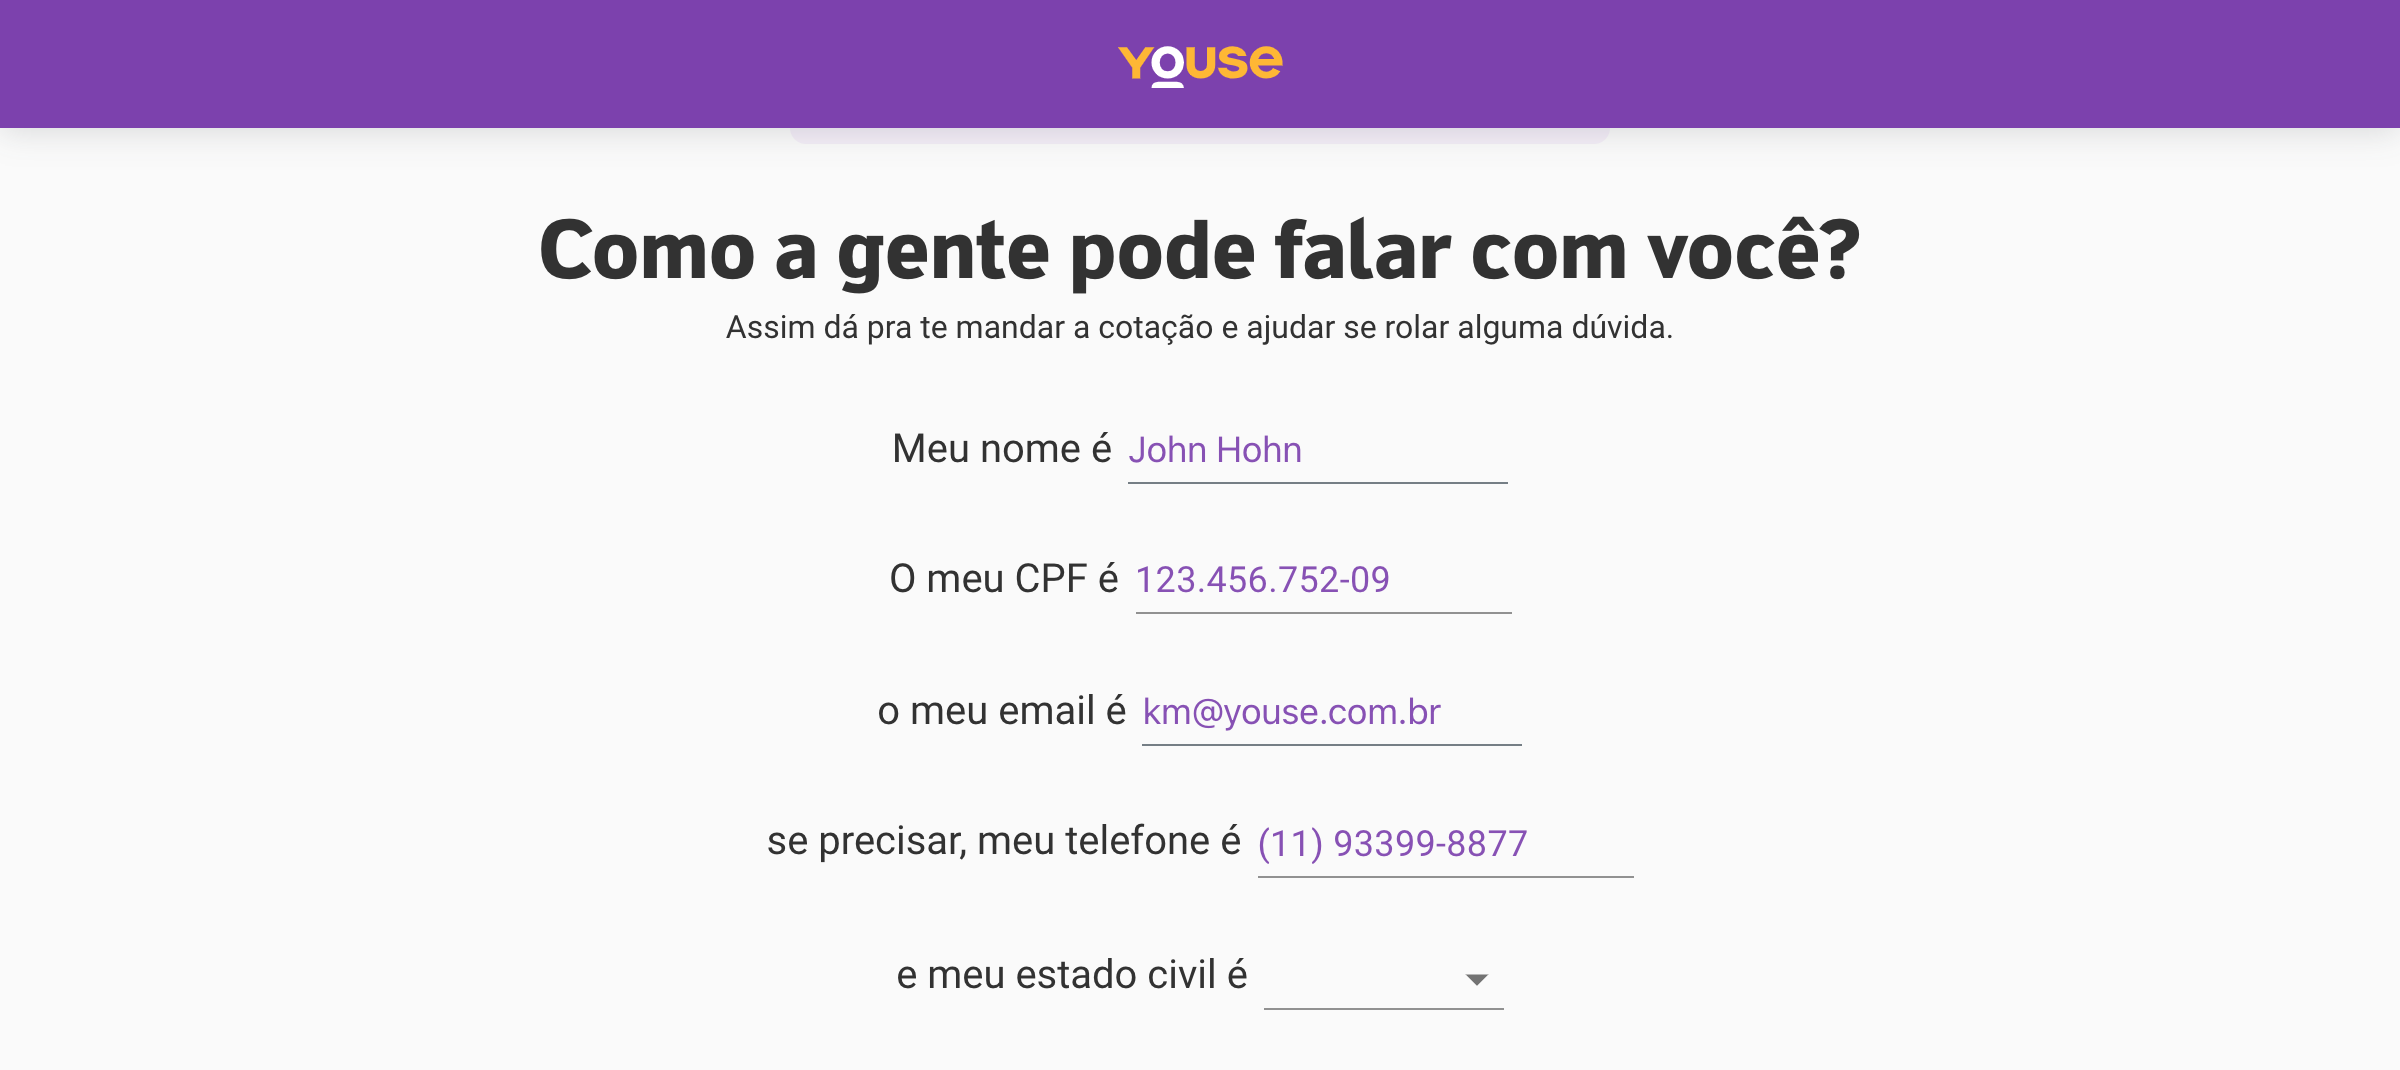 youse
Como a gente pode falar com você?
Assim dá pra te mandar a cotação e ajudar se rolar alguma dúvida.
Meu nome é John Hohn
O meu CPF é 123.456.752-09
o meu email é km@youse.com.br
se precisar, meu telefone é (11) 93399-8877
e meu estado civil é